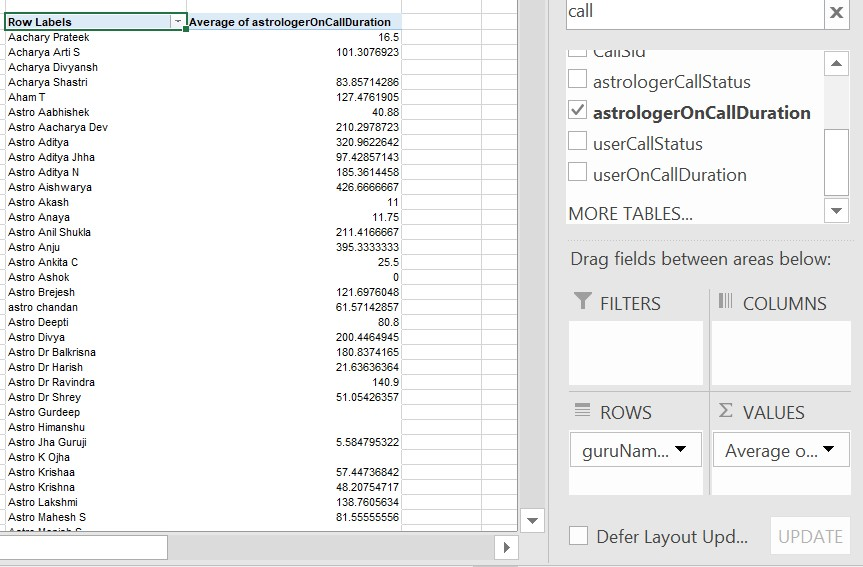 Row Labels Average of astrologerOnCallDuration
Aachary Prateek 16.5
Acharya Arti S 101.3076923
Acharya Divyansh
Acharya Shastri 83.85714286
Aham T 127.4761905
Astro Aabhishek 40.88
Astro Aacharya Dev 210.2978723
Astro Aditya 320.9622642
Astro Aditya Jhha 97.42857143
Astro Aditya N 185.3614458
Astro Aishwarya 426.6666667
Astro Akash 11
Astro Anaya 11.75
Astro Anil Shukla 211.4166667
Astro Anju 395.3333333
Astro Ankita C 25.5
Astro Ashok 0
Astro Brejesh 121.6976048
astro chandan 61.57142857
Astro Deepti 80.8
Astro Divya 200.4464945
Astro Dr Balkrisna 180.8374165
Astro Dr Harish 21.63636364
Astro Dr Ravindra 140.9
Astro Dr Shrey 51.05426357
Astro Gurdeep
Astro Himanshu
Astro Jha Guruji 5.584795322
Astro K Ojha
Astro Krishaa 57.44736842
Astro Krishna 48.20754717
Astro Lakshmi 138.7605634
Astro Mahesh S 81.55555556
call
CallSid
astrologerCallStatus
astrologerOnCallDuration
userCallStatus
userOnCallDuration
MORE TABLES...
Drag fields between areas below:
FILTERS
COLUMNS
ROWS
VALUES
guruNam...
Average o...
Defer Layout Upd...
UPDATE